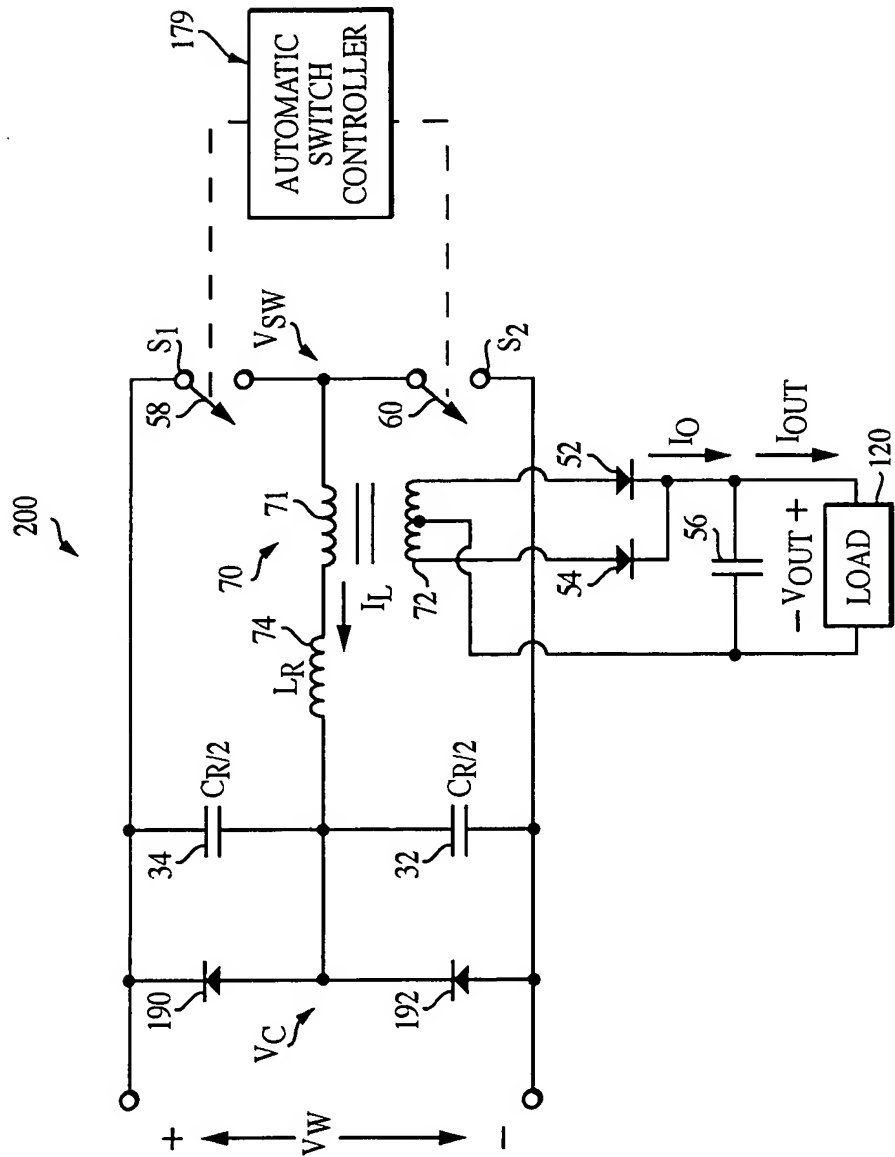 200
179
AUTOMATIC
SWITCH
CONTROLLER
S1
58
VSW
60
S2
70
71
IL
74
LR
72
34
CR/2
32
CR/2
190
192
VC
+
VW
-
52
54
IO
IOUT
56
- VOUT +
LOAD
120